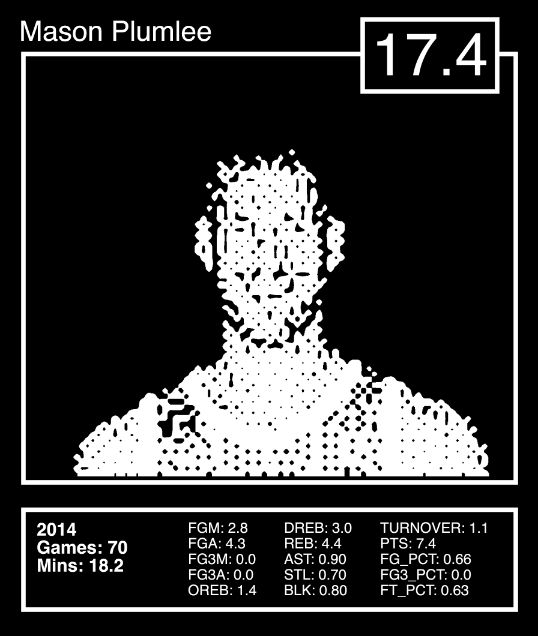 Mason Plumlee
17.4
2014
Games: 70
Mins: 18.2
FGM: 2.8
FGA: 4.3
FG3M: 0.0
FG3A: 0.0
OREB: 1.4
DREB: 3.0
REB: 4.4
AST: 0.90
STL: 0.70
BLK: 0.80
TURNOVER: 1.1
PTS: 7.4
FG_PCT: 0.66
FG3_PCT: 0.0
FT_PCT: 0.63